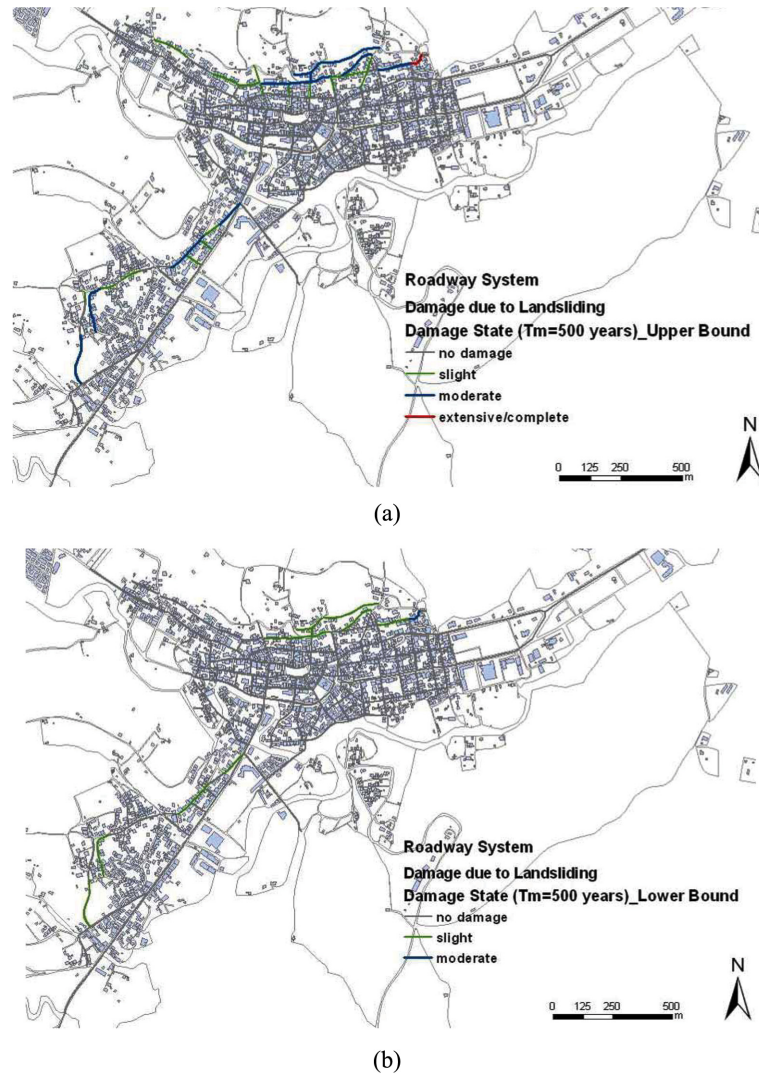 Roadway System
Damage due to Landsliding
Damage State (Tm=500 years)_Upper Bound
no damage
slight
moderate
extensive/complete
N
0 125 250 500
m
(a)
Roadway System
Damage due to Landsliding
Damage State (Tm=500 years)_Lower Bound
no damage
slight
moderate
N
0 125 250 500
m
(b)